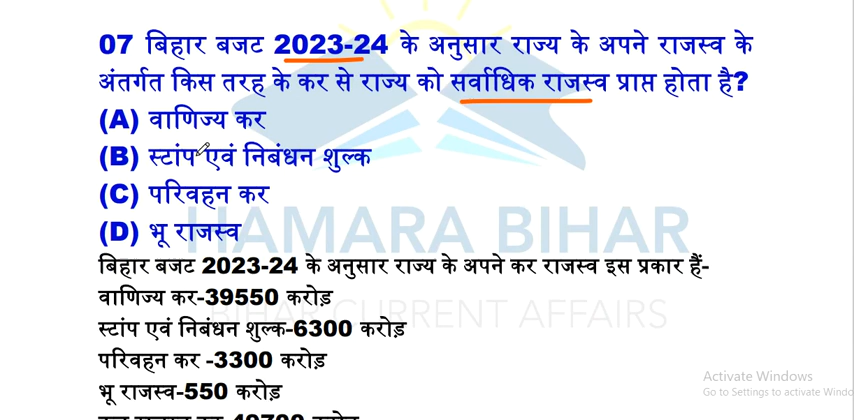 07 बिहार बजट 2023-24 के अनुसार राज्य के अपने राजस्व के
अंतर्गत किस तरह के कर से राज्य को सर्वाधिक राजस्व प्राप्त होता है?
(A) वाणिज्य कर
(B) स्टांप एवं निबंधन शुल्क
(C) परिवहन कर
HAMARA BIHAR
(D) भू राजस्व
बिहार बजट 2023-24 के अनुसार राज्य के अपने कर राजस्व इस प्रकार हैं-
वाणिज्य कर-39550 करोड़
BIHAR CURRENT AFFAIRS
स्टांप एवं निबंधन शुल्क-6300 करोड़
परिवहन कर -3300 करोड़
भू राजस्व-550 करोड़
Activate Windows
Go to Settings to activate Windo